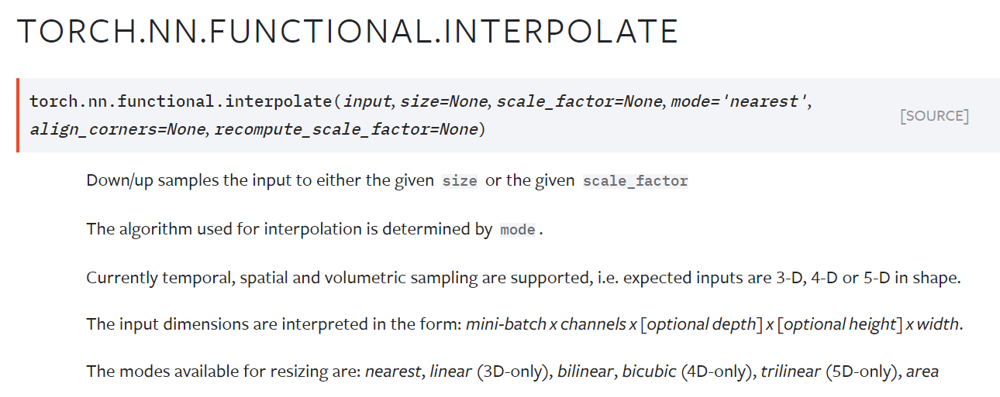 TORCH.NN.FUNCTIONAL.INTERPOLATE
torch.nn.functional.interpolate(input, size=None, scale_factor=None, mode='nearest',
align_corners=None, recompute_scale_factor=None)
[SOURCE]
Down/up samples the input to either the given size or the given scale_factor
The algorithm used for interpolation is determined by mode.
Currently temporal, spatial and volumetric sampling are supported, i.e. expected inputs are 3-D, 4-D or 5-D in shape.
The input dimensions are interpreted in the form: mini-batch x channels x [optional depth] x [optional height] x width.
The modes available for resizing are: nearest, linear (3D-only), bilinear, bicubic (4D-only), trilinear (5D-only), area